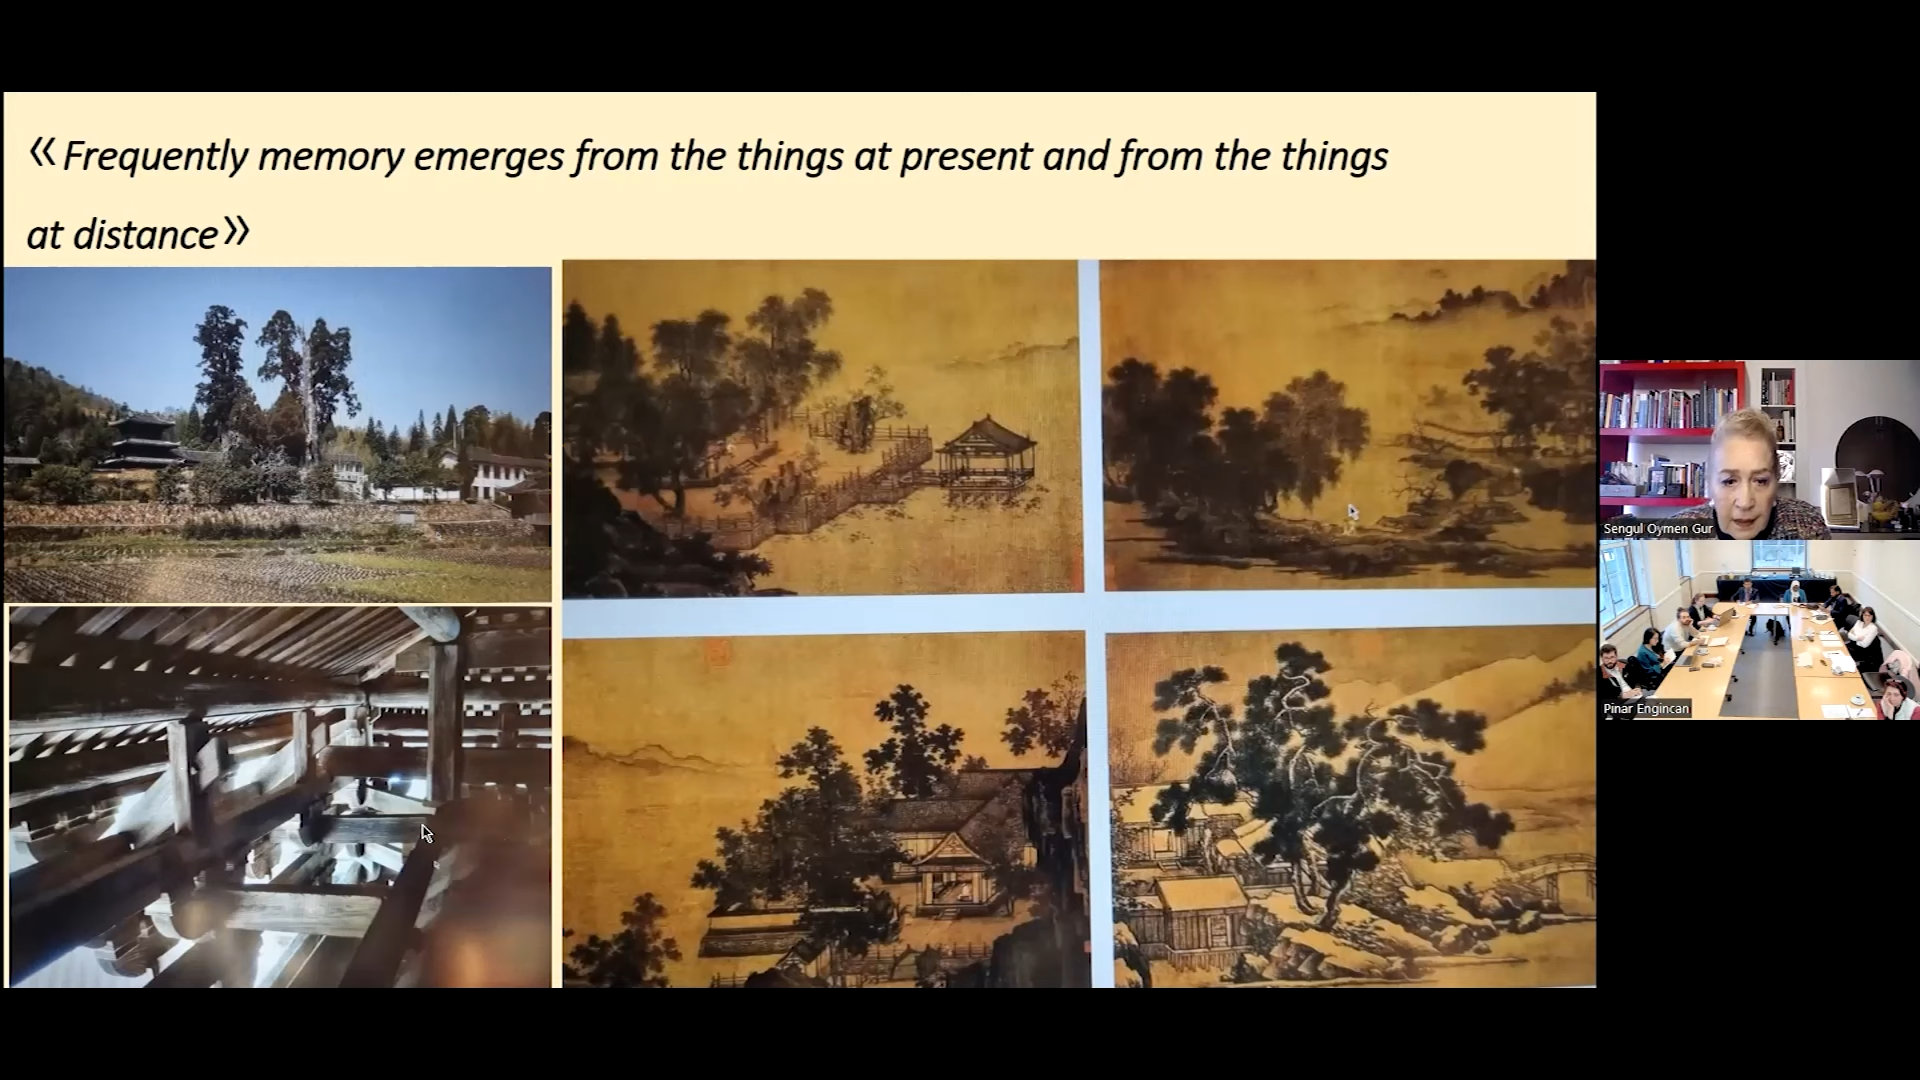 «Frequently memory emerges from the things at present and from the things
at distance»
Sengul Oymen Gur
Pinar Engincan